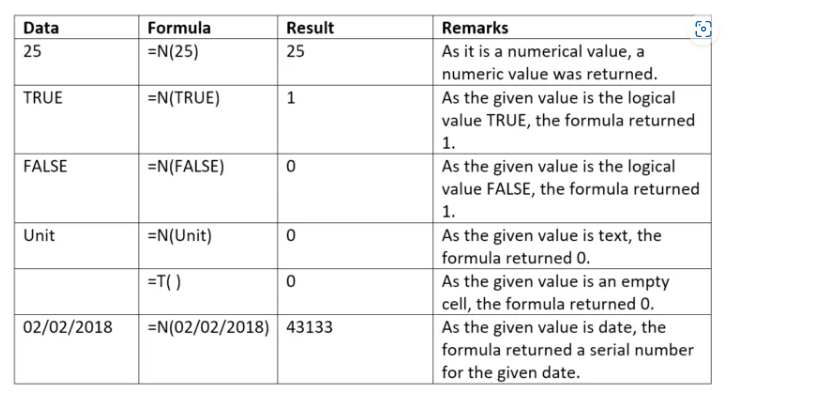 Data Formula Result Remarks
25 =N(25) 25 As it is a numerical value, a
numeric value was returned.
TRUE =N(TRUE) 1 As the given value is the logical
value TRUE, the formula returned
1.
FALSE =N(FALSE) 0 As the given value is the logical
value FALSE, the formula returned
1.
Unit =N(Unit) 0 As the given value is text, the
formula returned 0.
=T( ) 0 As the given value is an empty
cell, the formula returned 0.
02/02/2018 =N(02/02/2018) 43133 As the given value is date, the
formula returned a serial number
for the given date.